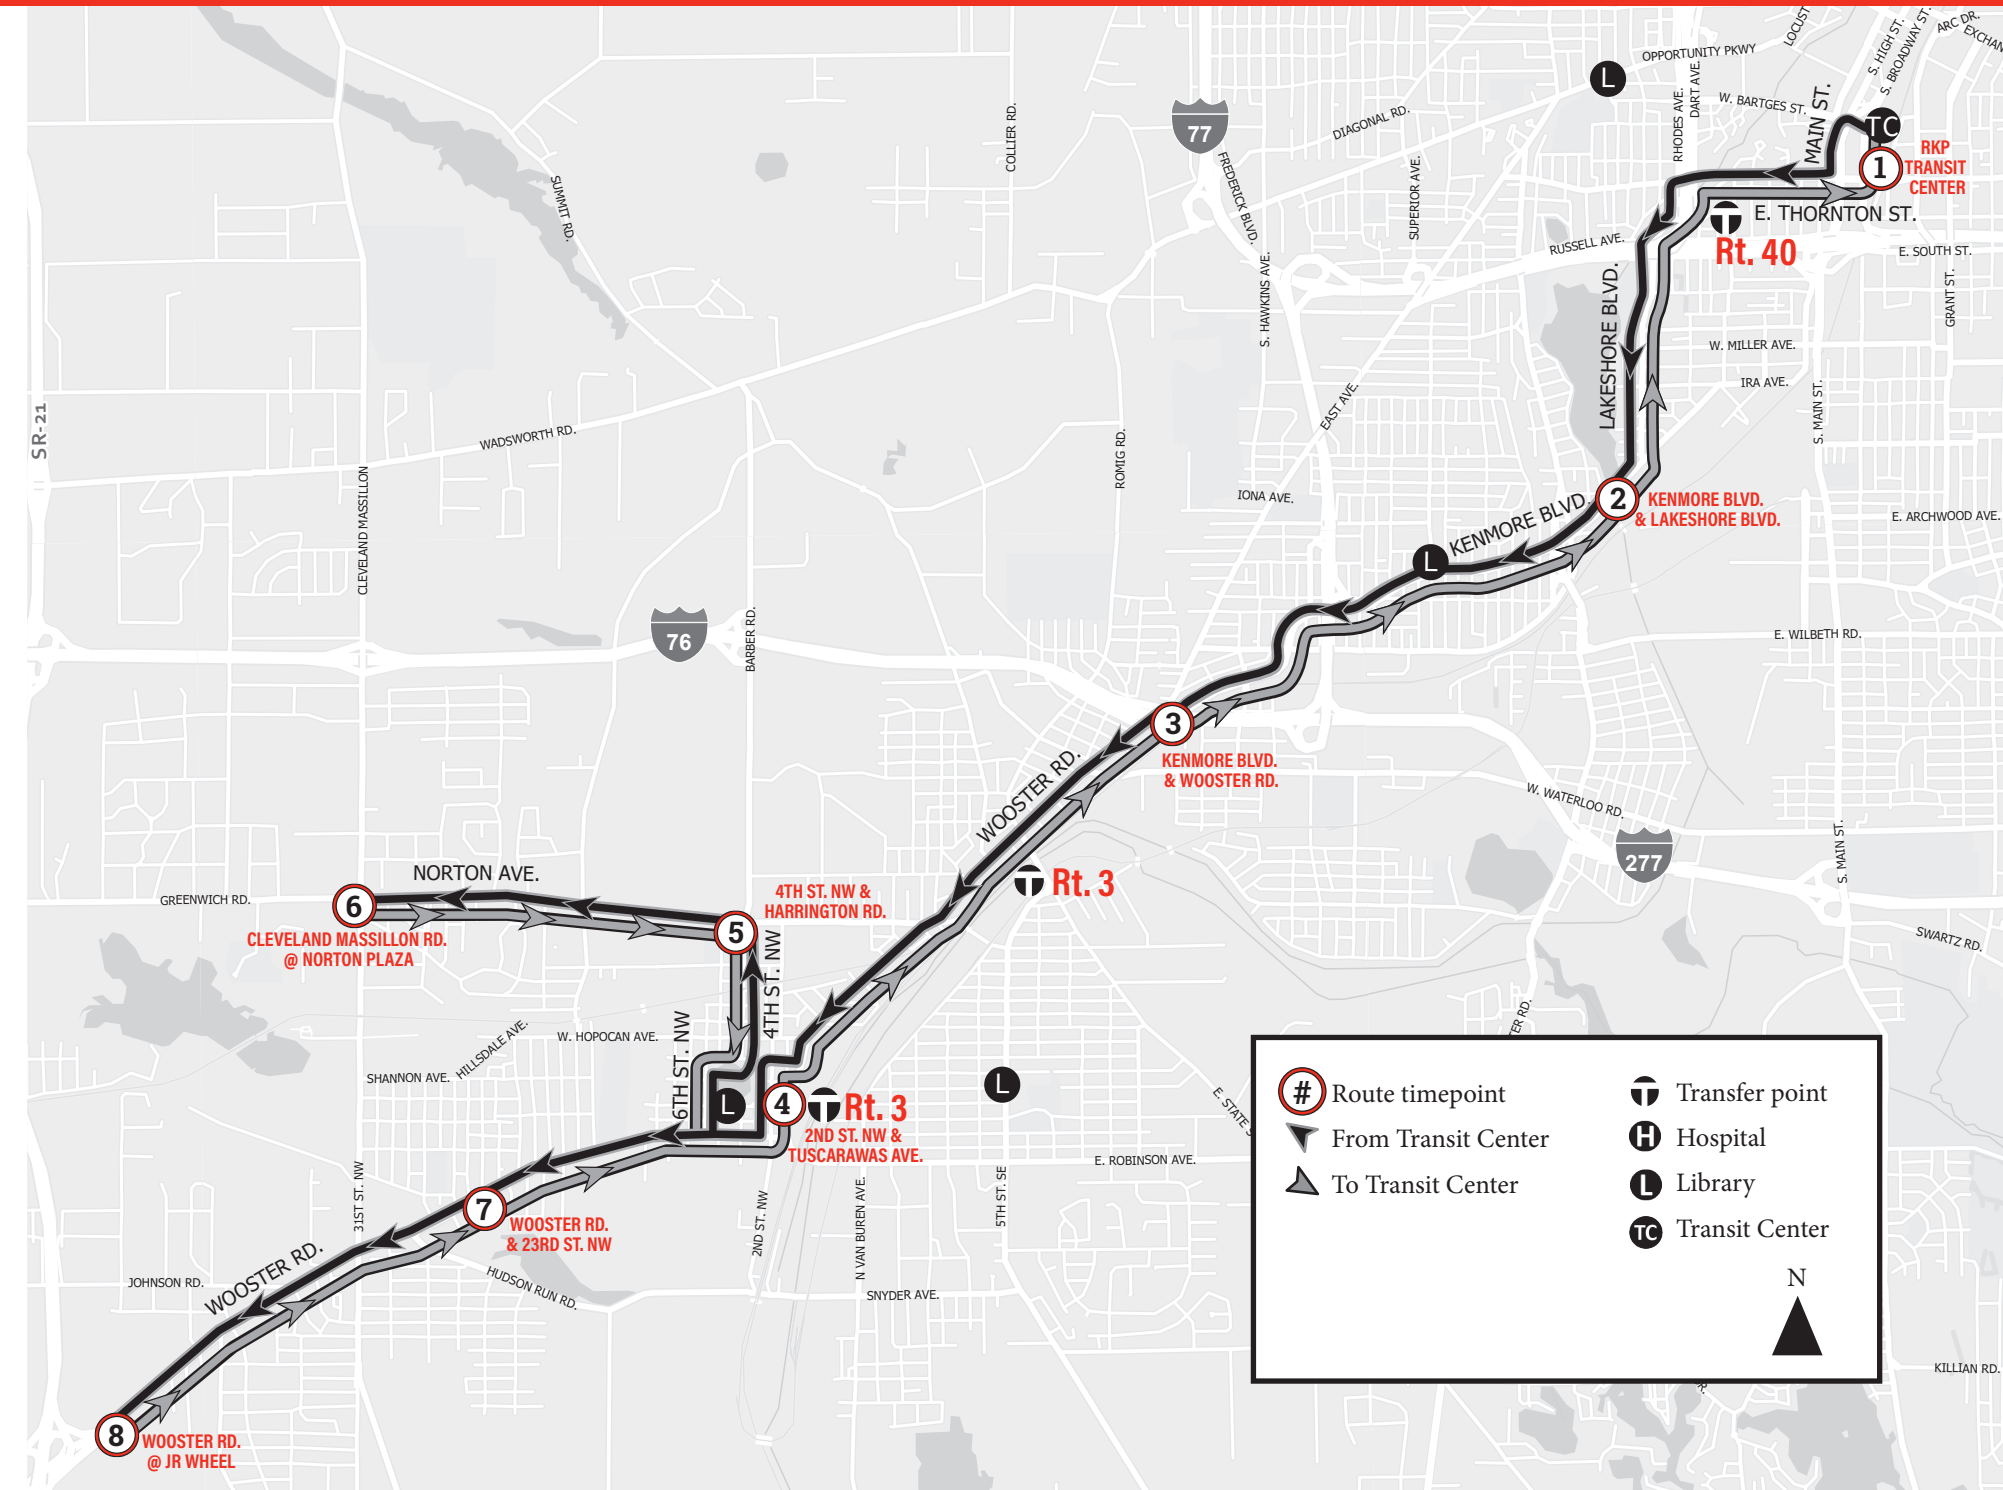 LOCUST
S. HIGH ST.
S. BROADWAY ST.
ARC DR.
OPPORTUNITY PKWY
L
RHODES AVE.
DART AVE.
W. BARTGES ST.
MAIN ST.
TC
1
RKP
TRANSIT
CENTER
77
DIAGONAL RD.
COLLIER RD.
FREDERICK BLVD.
SUPERIOR AVE.
SUMMIT RD.
E. THORNTON ST.
Rt. 40
RUSSELL AVE.
E. SOUTH ST.
GRANT ST.
S. HAWKINS AVE.
LAKESHORE BLVD.
W. MILLER AVE.
IRA AVE.
S. MAIN ST.
EAST AVE.
SR-21
WADSWORTH RD.
ROMIG RD.
CLEVELAND MASSILLON
IONA AVE.
2
KENMORE BLVD.
& LAKESHORE BLVD.
KENMORE BLVD.
E. ARCHWOOD AVE.
L
76
BARBER RD.
E. WILBETH RD.
3
KENMORE BLVD.
& WOOSTER RD.
WOOSTER RD.
W. WATERLOO RD.
277
S. MAIN ST.
NORTON AVE.
GREENWICH RD.
6
CLEVELAND MASSILLON RD.
@ NORTON PLAZA
4TH ST. NW &
HARRINGTON RD.
5
Rt. 3
4TH ST. NW
SWARTZ RD.
6TH ST. NW
W. HOPOCAN AVE.
HILLSDALE AVE.
SHANNON AVE.
L
4
Rt. 3
2ND ST. NW &
TUSCARAWAS AVE.
L
TER RD.
E. STATE S
E. ROBINSON AVE.
31ST ST. NW
7
WOOSTER RD.
& 23RD ST. NW
2ND ST. NW
N VAN BUREN AVE.
5TH ST. SE
WOOSTER RD.
JOHNSON RD.
HUDSON RUN RD.
SNYDER AVE.
8
WOOSTER RD.
@ JR WHEEL
KILLIAN RD.
# Route timepoint
From Transit Center
To Transit Center
Transfer point
H Hospital
L Library
TC Transit Center
N